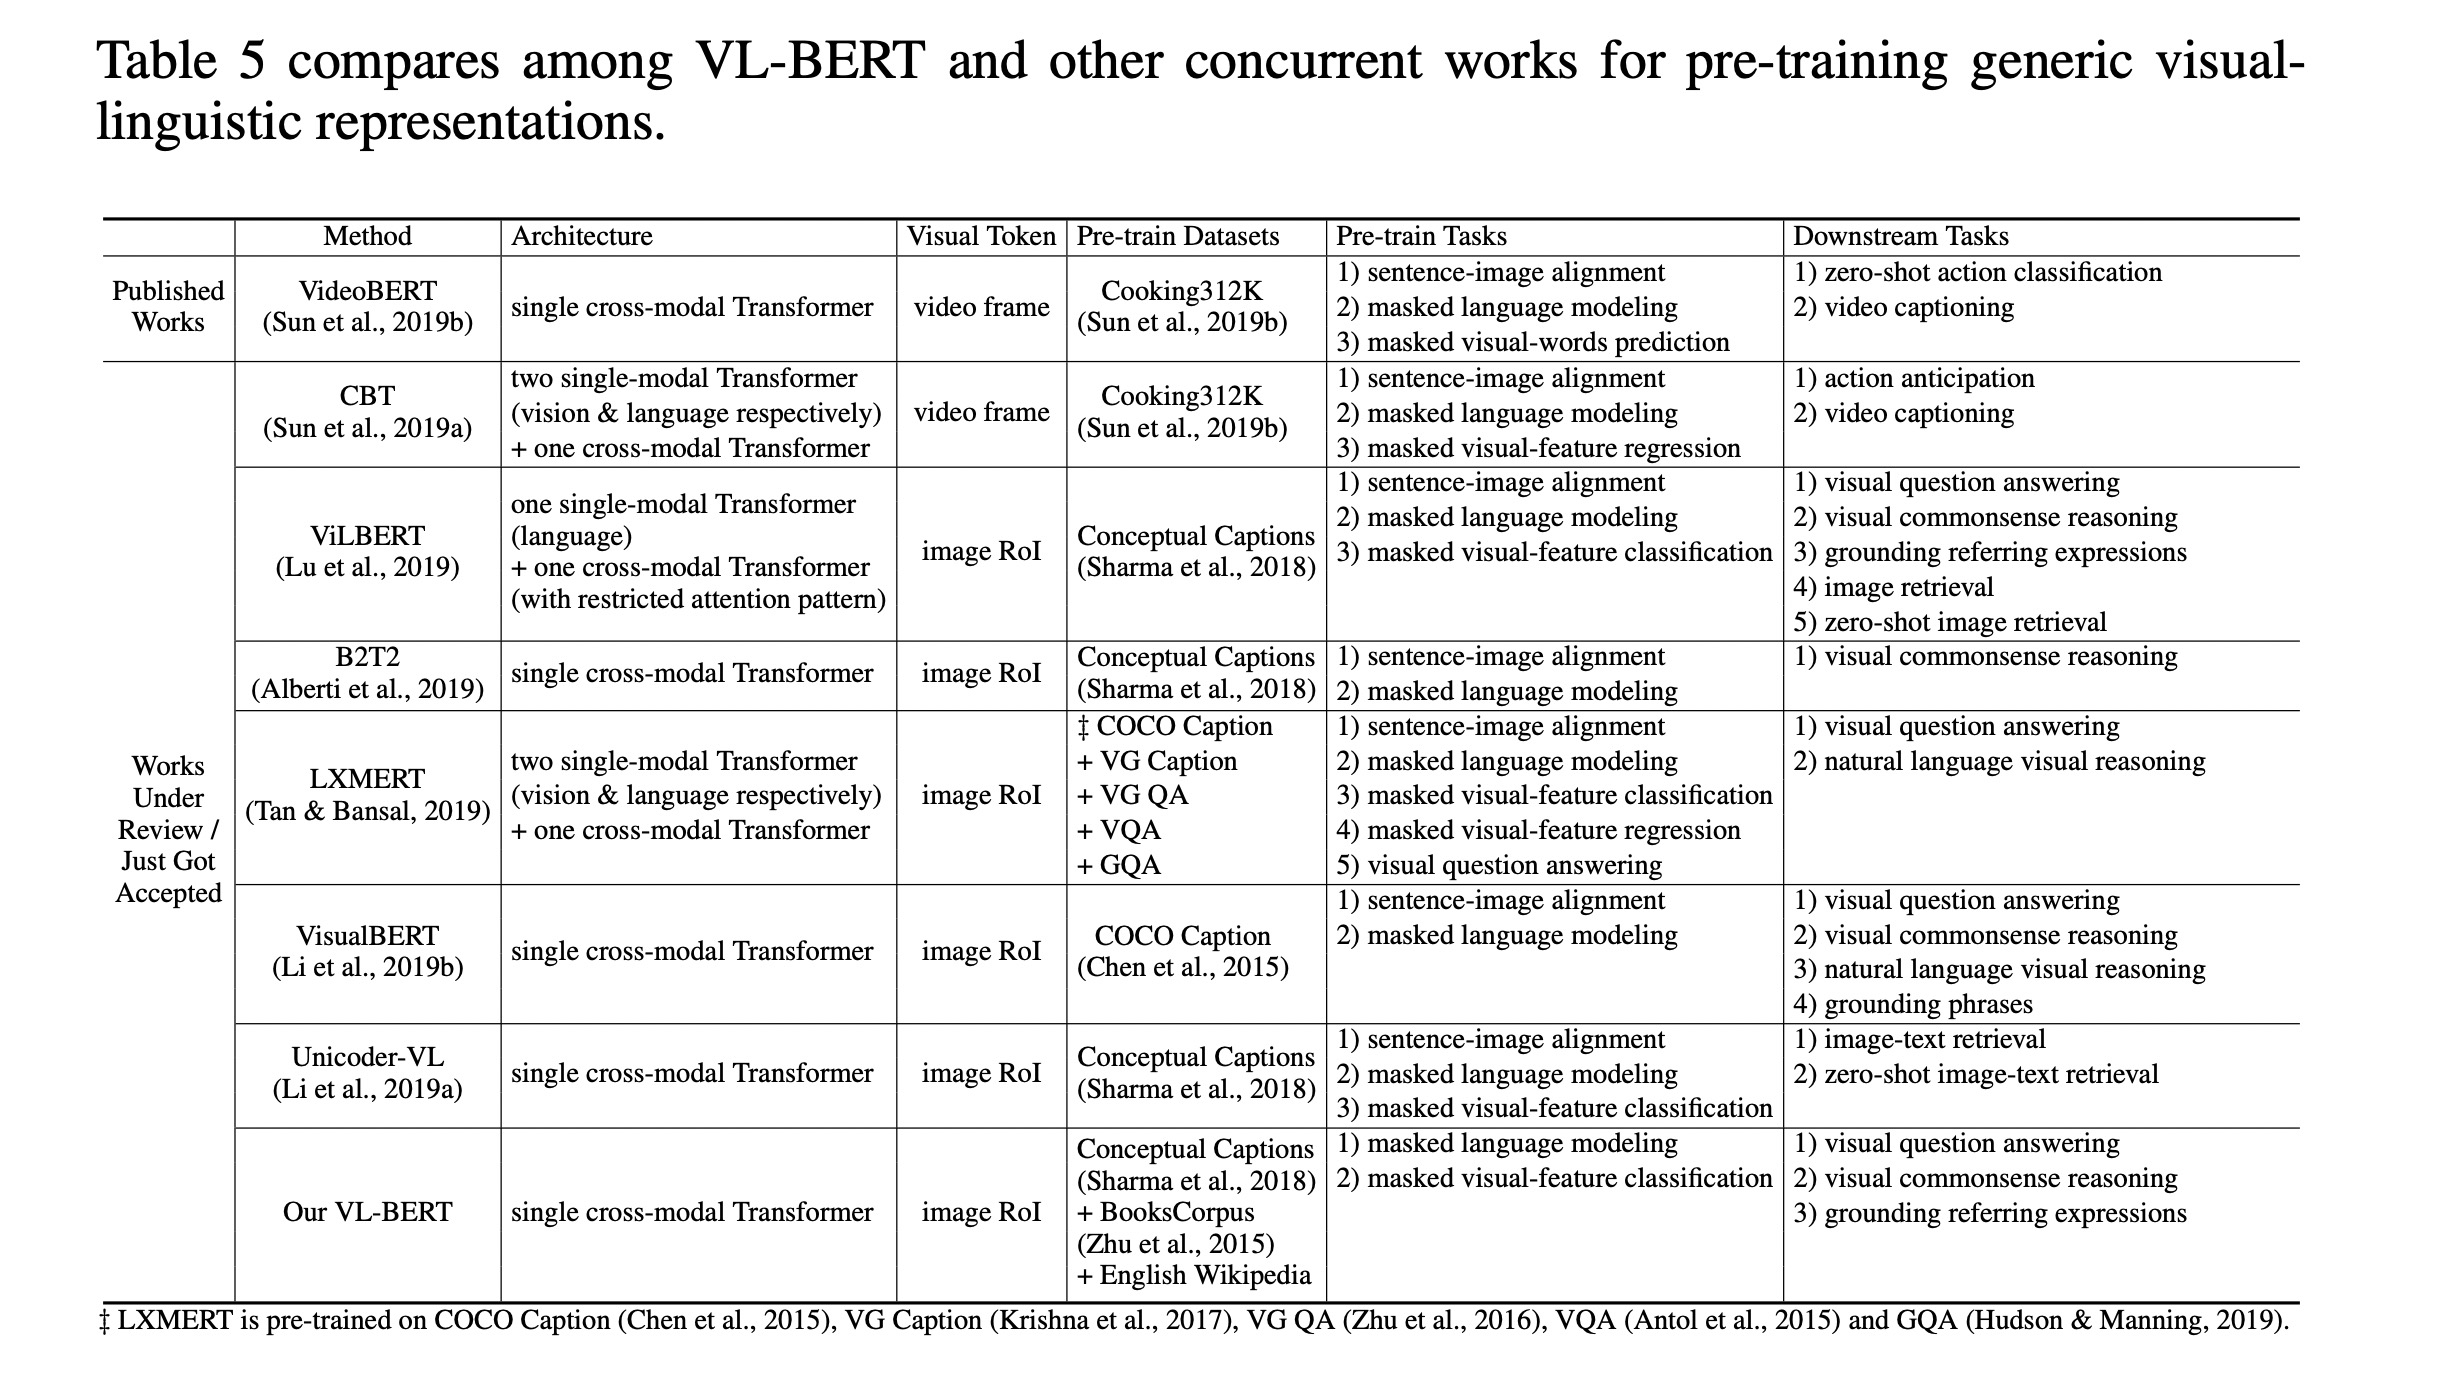 Table 5 compares among VL-BERT and other concurrent works for pre-training generic visual-
linguistic representations.
Method Architecture Visual Token Pre-train Datasets Pre-train Tasks Downstream Tasks
Published
Works
VideoBERT
(Sun et al., 2019b)
single cross-modal Transformer
video frame
Cooking312K
(Sun et al., 2019b)
1) sentence-image alignment
2) masked language modeling
3) masked visual-words prediction
1) zero-shot action classification
2) video captioning
Works
Under
Review /
Just Got
Accepted
CBT
(Sun et al., 2019a)
two single-modal Transformer
(vision & language respectively)
+ one cross-modal Transformer
video frame
Cooking312K
(Sun et al., 2019b)
1) sentence-image alignment
2) masked language modeling
3) masked visual-feature regression
1) action anticipation
2) video captioning
ViLBERT
(Lu et al., 2019)
one single-modal Transformer
(language)
+ one cross-modal Transformer
(with restricted attention pattern)
image RoI
Conceptual Captions
(Sharma et al., 2018)
1) sentence-image alignment
2) masked language modeling
3) masked visual-feature classification
1) visual question answering
2) visual commonsense reasoning
3) grounding referring expressions
4) image retrieval
5) zero-shot image retrieval
B2T2
(Alberti et al., 2019)
single cross-modal Transformer
image RoI
Conceptual Captions
(Sharma et al., 2018)
1) sentence-image alignment
2) masked language modeling
1) visual commonsense reasoning
LXMERT
(Tan & Bansal, 2019)
two single-modal Transformer
(vision & language respectively)
+ one cross-modal Transformer
image RoI
‡ COCO Caption
+ VG Caption
+ VG QA
+ VQA
+ GQA
1) sentence-image alignment
2) masked language modeling
3) masked visual-feature classification
4) masked visual-feature regression
5) visual question answering
1) visual question answering
2) natural language visual reasoning
VisualBERT
(Li et al., 2019b)
single cross-modal Transformer
image RoI
COCO Caption
(Chen et al., 2015)
1) sentence-image alignment
2) masked language modeling
1) visual question answering
2) visual commonsense reasoning
3) natural language visual reasoning
4) grounding phrases
Unicoder-VL
(Li et al., 2019a)
single cross-modal Transformer
image RoI
Conceptual Captions
(Sharma et al., 2018)
1) sentence-image alignment
2) masked language modeling
3) masked visual-feature classification
1) image-text retrieval
2) zero-shot image-text retrieval
Our VL-BERT
single cross-modal Transformer
image RoI
Conceptual Captions
(Sharma et al., 2018)
+ BooksCorpus
(Zhu et al., 2015)
+ English Wikipedia
1) masked language modeling
2) masked visual-feature classification
1) visual question answering
2) visual commonsense reasoning
3) grounding referring expressions
‡ LXMERT is pre-trained on COCO Caption (Chen et al., 2015), VG Caption (Krishna et al., 2017), VG QA (Zhu et al., 2016), VQA (Antol et al., 2015) and GQA (Hudson & Manning, 2019).